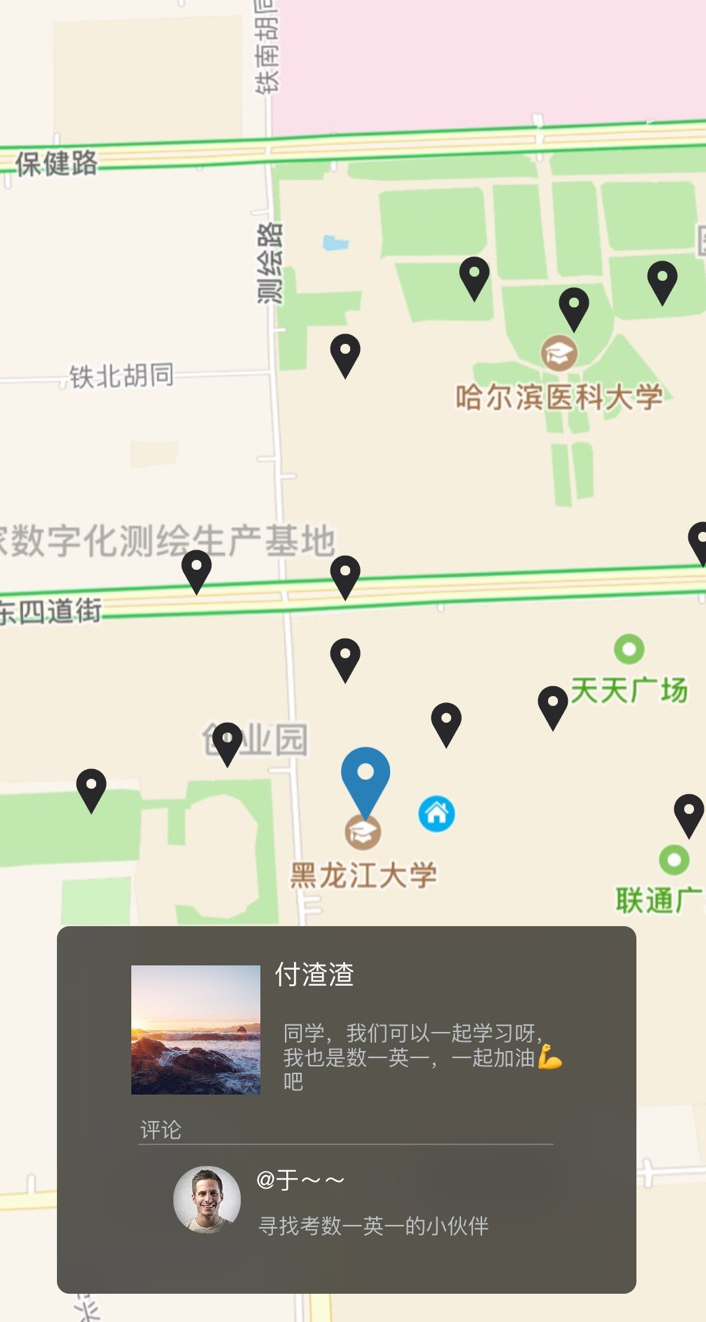 铁南胡同
保健路
测绘路
铁北胡同
哈尔滨医科大学
家数字化测绘生产基地
东四道街
天天广场
创业园
黑龙江大学
联通广
付渣渣
同学，我们可以一起学习呀，
我也是数一英一，一起加油💪
吧
评论
@于～～
寻找考数一英一的小伙伴